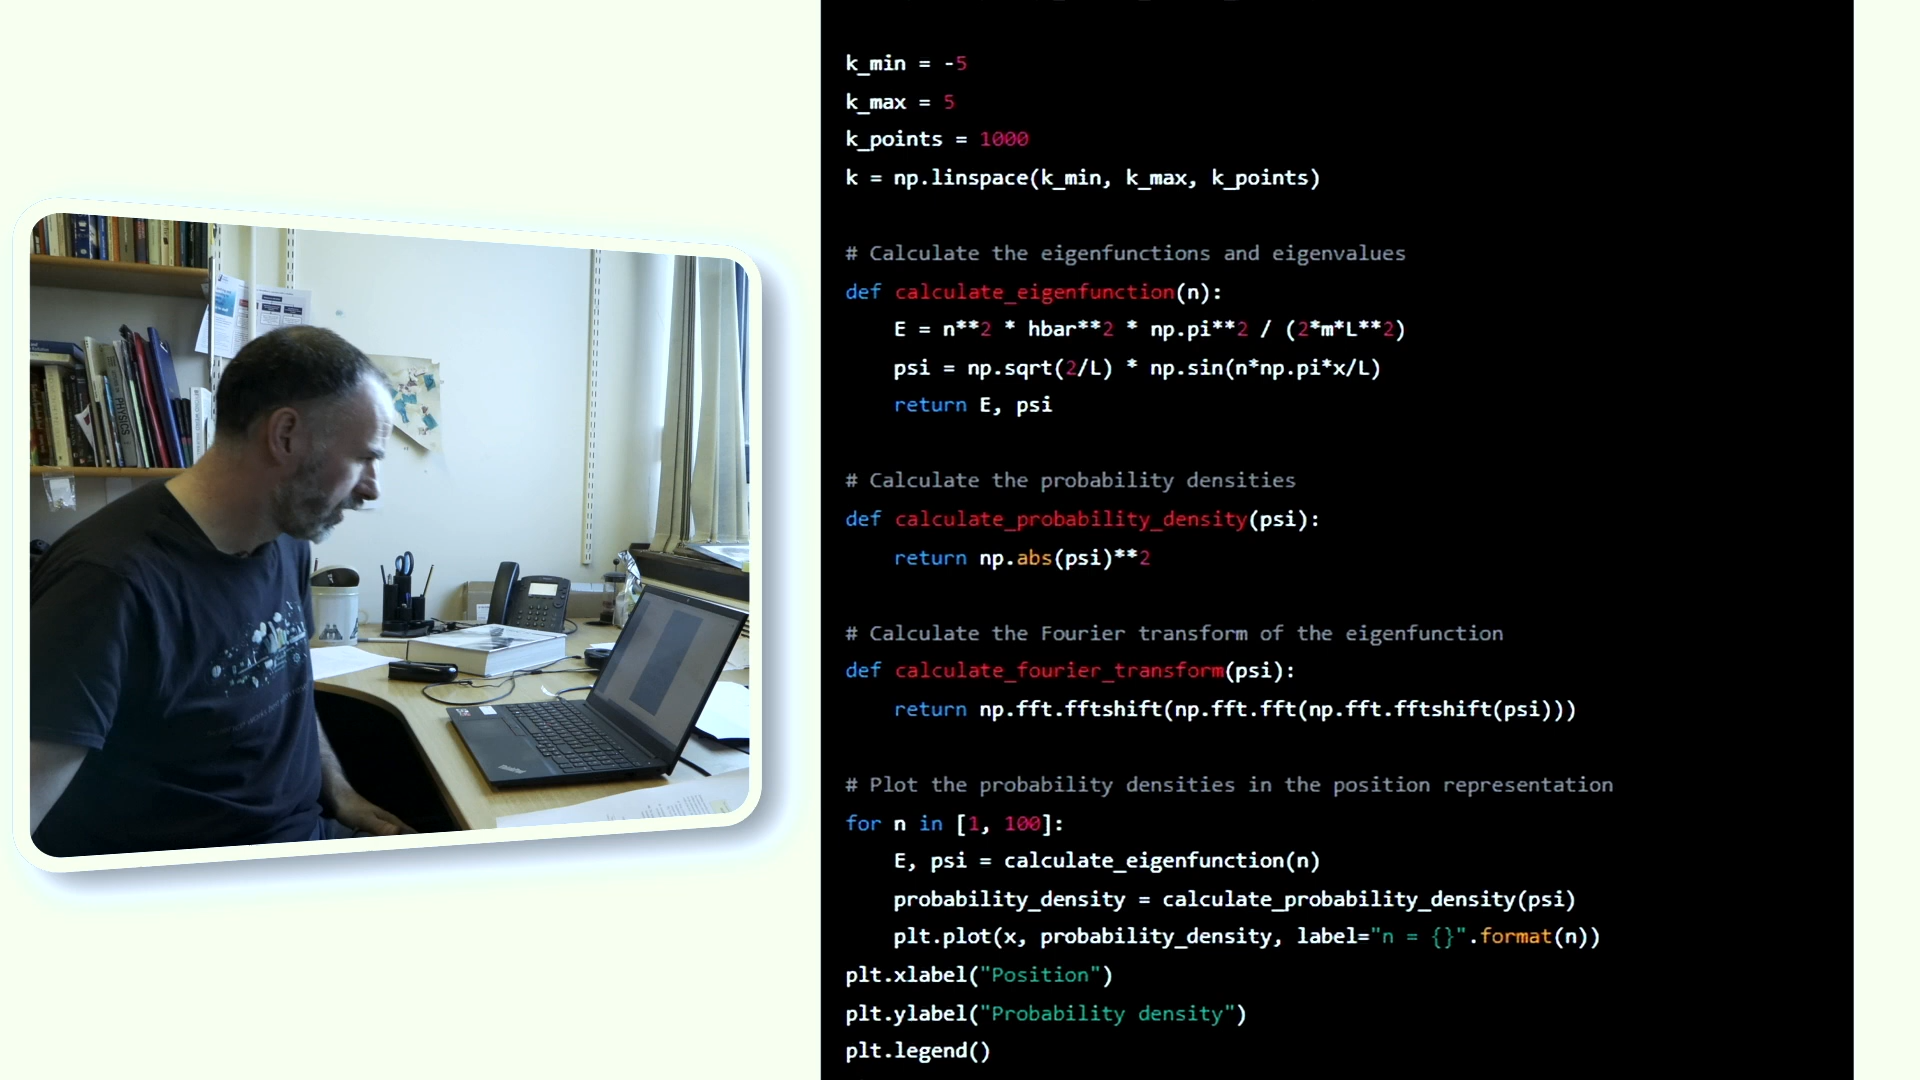 k_min = -5
k_max = 5
k_points = 1000
k = np.linspace(k_min, k_max, k_points)
# Calculate the eigenfunctions and eigenvalues
def calculate_eigenfunction(n):
E = n**2 * hbar**2 * np.pi**2 / (2*m*L**2)
psi = np.sqrt(2/L) * np.sin(n*np.pi*x/L)
return E, psi
# Calculate the probability densities
def calculate_probability_density(psi):
return np.abs(psi)**2
# Calculate the Fourier transform of the eigenfunction
def calculate_fourier_transform(psi):
return np.fft.fftshift(np.fft.fft(np.fft.fftshift(psi)))
# Plot the probability densities in the position representation
for n in [1, 100]:
E, psi = calculate_eigenfunction(n)
probability_density = calculate_probability_density(psi)
plt.plot(x, probability_density, label="n = {}".format(n))
plt.xlabel("Position")
plt.ylabel("Probability density")
plt.legend()
PHYSICS